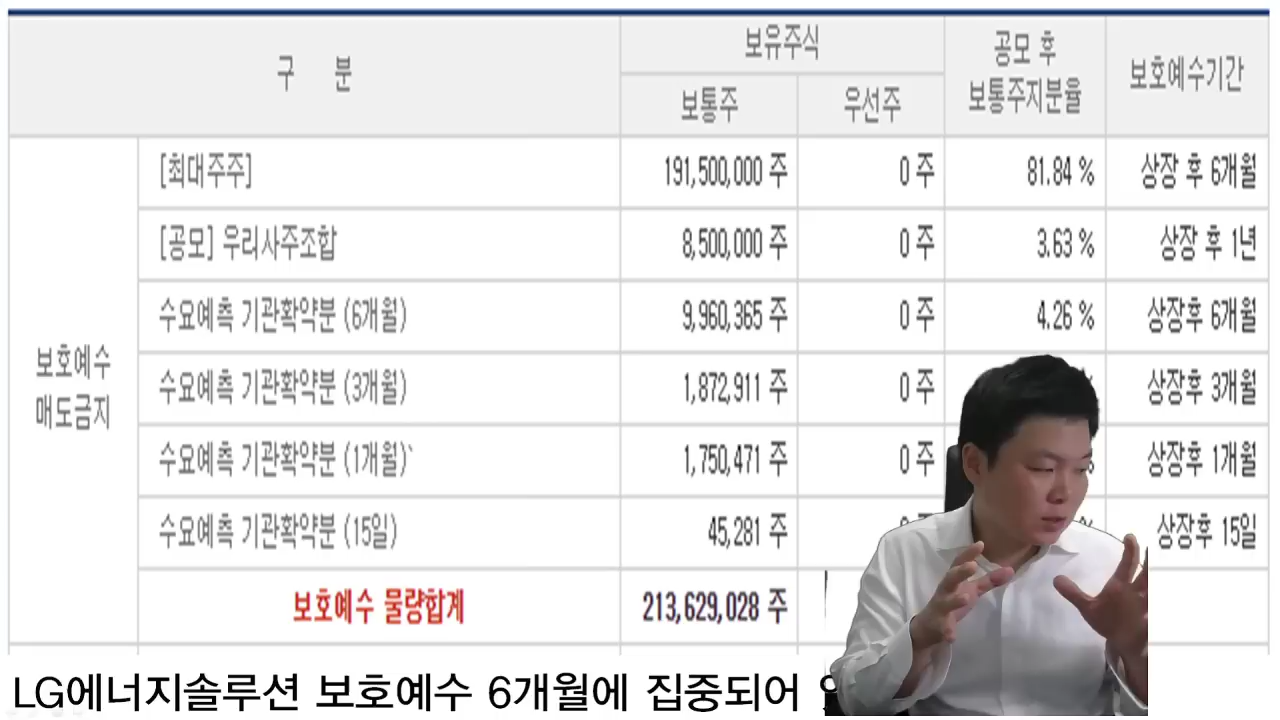 구 분 보유주식 공모 후 보통주지분율 보호예수기간
보통주 우선주
보호예수 매도금지
[최대주주] 191,500,000 주 0 주 81.84 % 상장 후 6개월
[공모] 우리사주조합 8,500,000 주 0 주 3.63 % 상장 후 1년
수요예측 기관확약분 (6개월) 9,960,365 주 0 주 4.26 % 상장후 6개월
수요예측 기관확약분 (3개월) 1,872,911 주 0 주 상장후 3개월
수요예측 기관확약분 (1개월)` 1,750,471 주 0 주 상장후 1개월
수요예측 기관확약분 (15일) 45,281 주 % 상장후 15일
보호예수 물량합계 213,629,028 주
LG에너지솔루션 보호예수 6개월에 집중되어